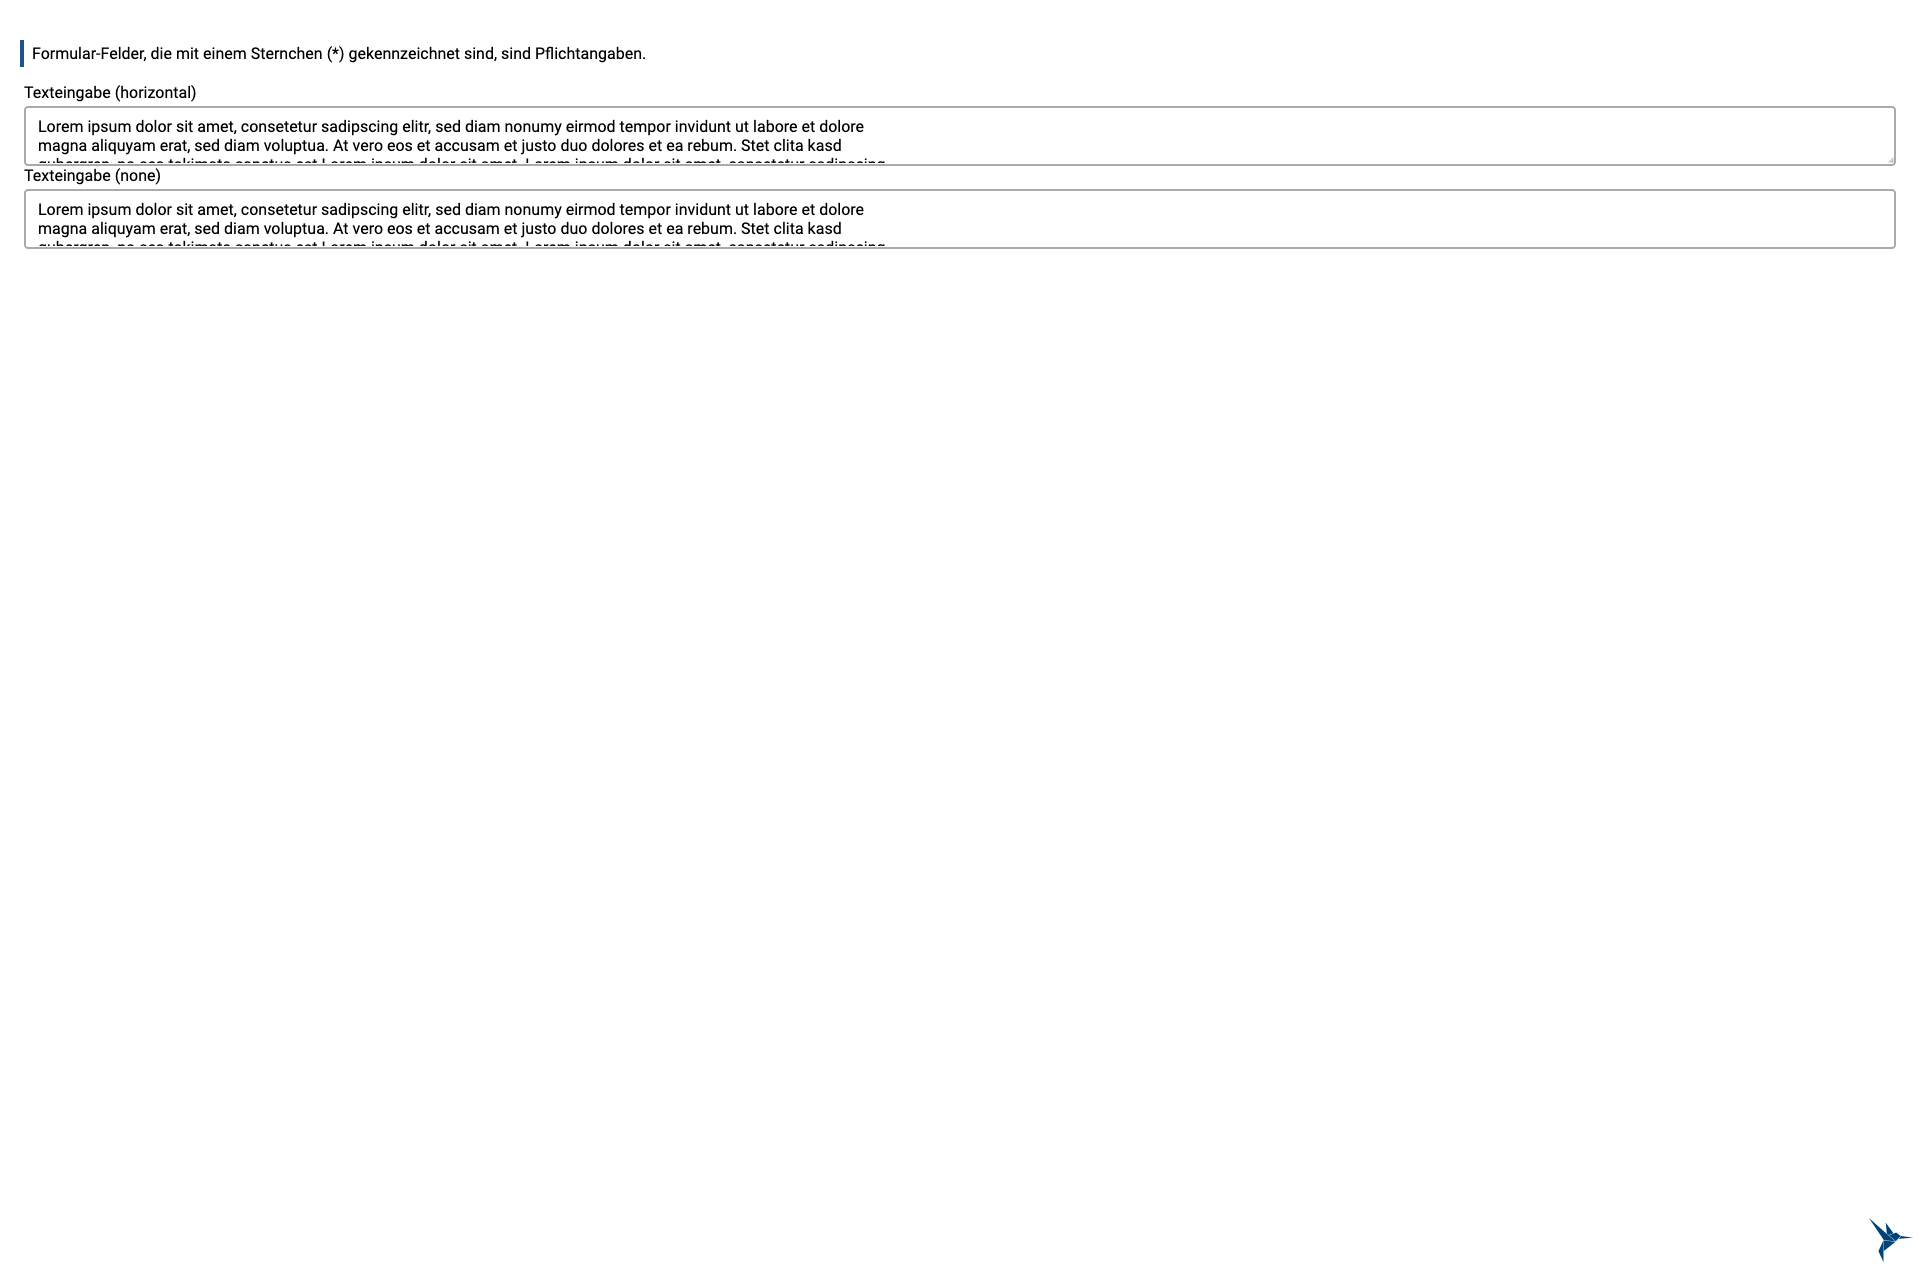 Formular-Felder, die mit einem Sternchen (*) gekennzeichnet sind, sind Pflichtangaben.
Texteingabe (horizontal)
Lorem ipsum dolor sit amet, consetetur sadipscing elitr, sed diam nonumy eirmod tempor invidunt ut labore et dolore
magna aliquyam erat, sed diam voluptua. At vero eos et accusam et justo duo dolores et ea rebum. Stet clita kasd
Texteingabe (none)
Lorem ipsum dolor sit amet, consetetur sadipscing elitr, sed diam nonumy eirmod tempor invidunt ut labore et dolore
magna aliquyam erat, sed diam voluptua. At vero eos et accusam et justo duo dolores et ea rebum. Stet clita kasd